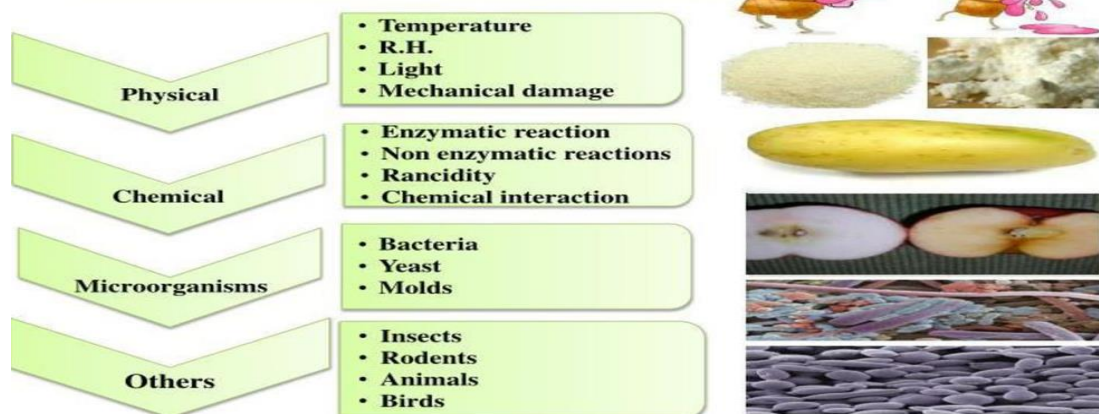 Physical
• Temperature
• R.H.
• Light
• Mechanical damage
Chemical
• Enzymatic reaction
• Non enzymatic reactions
• Rancidity
• Chemical interaction
Microorganisms
• Bacteria
• Yeast
• Molds
Others
• Insects
• Rodents
• Animals
• Birds